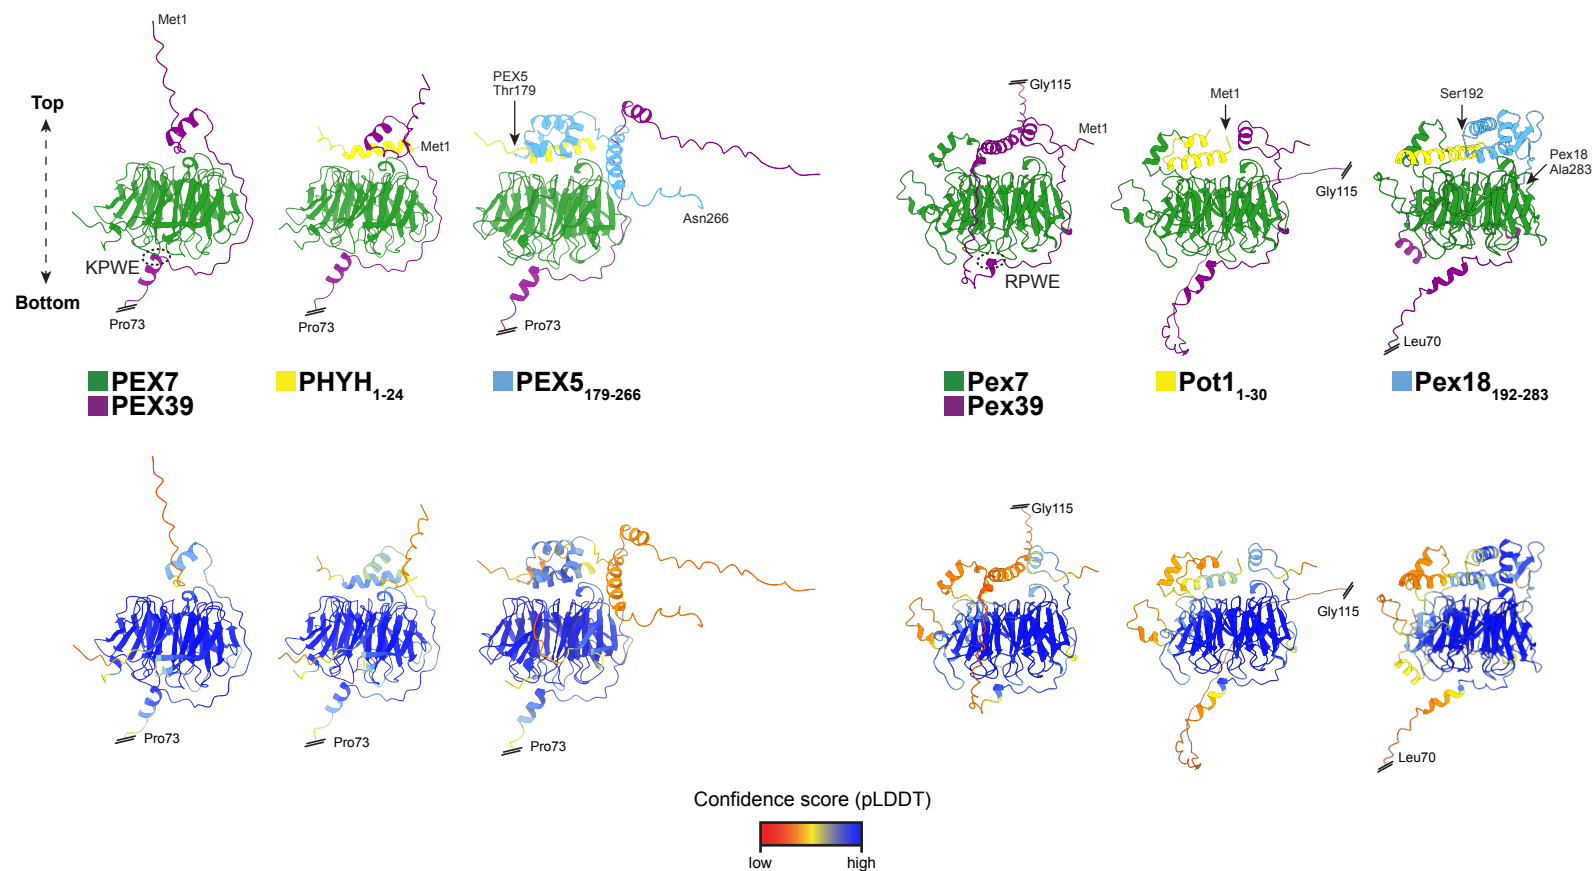 Met1
Top
Bottom
KPWE
Pro73
Met1
Pro73
PEX5
Thr179
Asn266
Pro73
Gly115
Met1
RPWE
Met1
Gly115
Ser192
Pex18
Ala283
Leu70
PEX7
PEX39
PHYH1-24
PEX5179-266
Pex7
Pex39
Pot11-30
Pex18192-283
Pro73
Pro73
Pro73
Gly115
Gly115
Leu70
Confidence score (pLDDT)
low high